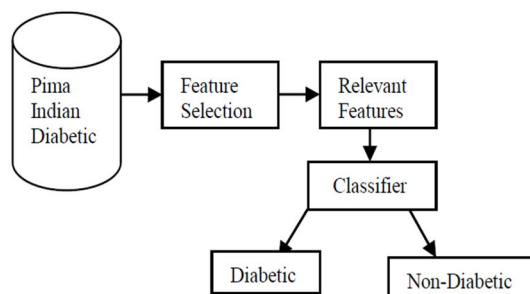 Pima
Indian
Diabetic
Feature
Selection
Relevant
Features
Classifier
Diabetic
Non-Diabetic